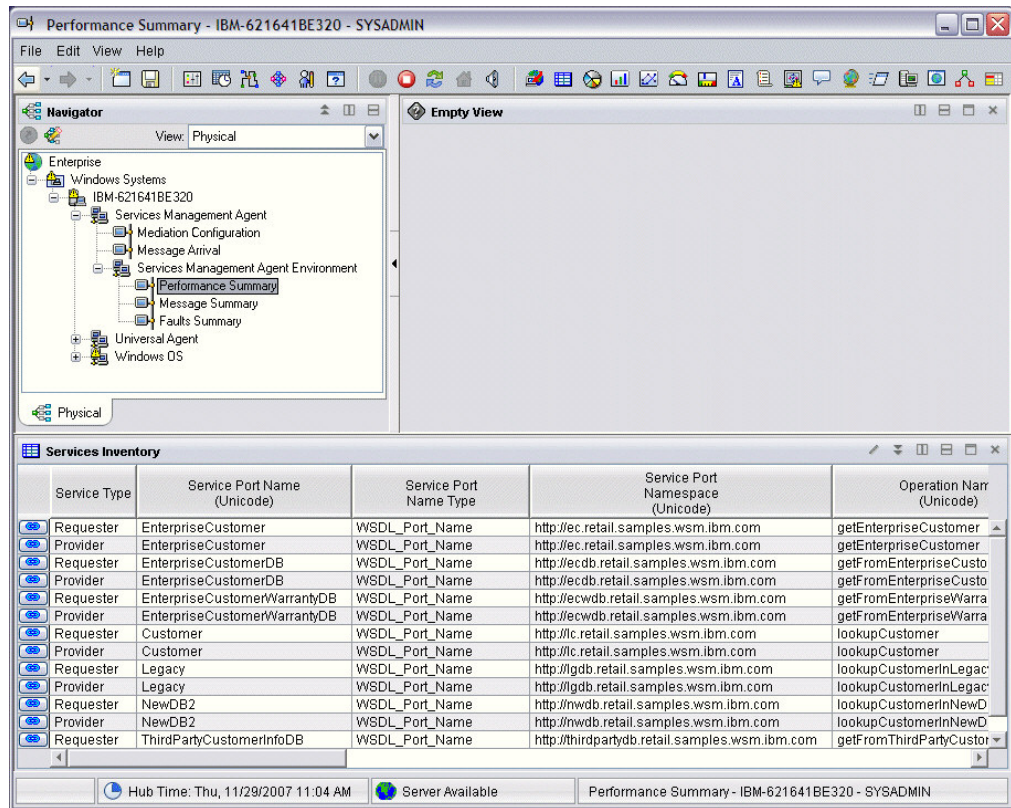 Performance Summary - IBM-621641BE320 - SYSADMIN
File Edit View Help
Navigator
View: Physical
Enterprise
Windows Systems
IBM-621641BE320
Services Management Agent
Mediation Configuration
Message Arrival
Services Management Agent Environment
Performance Summary
Message Summary
Faults Summary
Universal Agent
Windows OS
Physical
Empty View
Services Inventory
Service Type
Service Port Name
(Unicode)
Service Port
Name Type
Service Port
Namespace
(Unicode)
Operation Nam
(Unicode)
Requester EnterpriseCustomer WSDL_Port_Name http://ec.retail.samples.wsm.ibm.com getEnterpriseCustomer
Provider EnterpriseCustomer WSDL_Port_Name http://ec.retail.samples.wsm.ibm.com getEnterpriseCustomer
Requester EnterpriseCustomerDB WSDL_Port_Name http://ecdb.retail.samples.wsm.ibm.com getFromEnterpriseCusto
Provider EnterpriseCustomerDB WSDL_Port_Name http://ecdb.retail.samples.wsm.ibm.com getFromEnterpriseCusto
Requester EnterpriseCustomerWarrantyDB WSDL_Port_Name http://ecwdb.retail.samples.wsm.ibm.com getFromEnterpriseWarra
Provider EnterpriseCustomerWarrantyDB WSDL_Port_Name http://ecwdb.retail.samples.wsm.ibm.com getFromEnterpriseWarra
Requester Customer WSDL_Port_Name http://lc.retail.samples.wsm.ibm.com lookupCustomer
Provider Customer WSDL_Port_Name http://lc.retail.samples.wsm.ibm.com lookupCustomer
Requester Legacy WSDL_Port_Name http://lgdb.retail.samples.wsm.ibm.com lookupCustomerInLegac
Provider Legacy WSDL_Port_Name http://lgdb.retail.samples.wsm.ibm.com lookupCustomerInLegac
Requester NewDB2 WSDL_Port_Name http://nwdb.retail.samples.wsm.ibm.com lookupCustomerInNewD
Provider NewDB2 WSDL_Port_Name http://nwdb.retail.samples.wsm.ibm.com lookupCustomerInNewD
Requester ThirdPartyCustomerInfoDB WSDL_Port_Name http://thirdpartydb.retail.samples.wsm.ibm.com getFromThirdPartyCustor
Hub Time: Thu, 11/29/2007 11:04 AM
Server Available
Performance Summary - IBM-621641BE320 - SYSADMIN